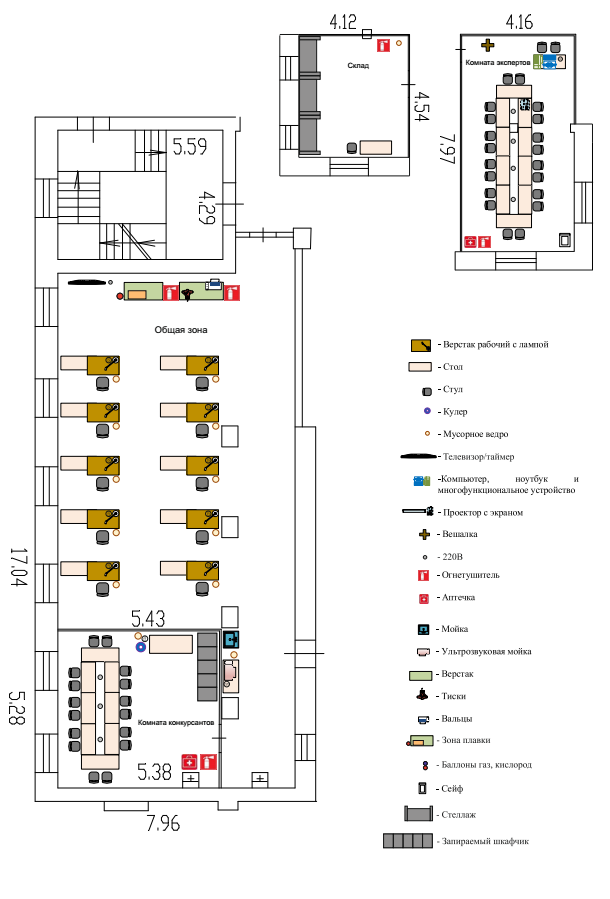 4.12
4.16
Склад
Комната экспертов
4.54
7.97
5.59
4.29
Общая зона
17.04
5.43
5.28
Комната конкурсантов
5.38
7.96
- Верстак рабочий с лампой
- Стол
- Стул
- Кулер
- Мусорное ведро
- Телевизор/таймер
-Компьютер, ноутбук и
многофункциональное устройство
- Проектор с экраном
- Вешалка
- 220В
- Огнетушитель
- Аптечка
- Мойка
- Ультрозвуковая мойка
- Верстак
- Тиски
- Вальцы
- Зона плавки
- Баллоны газ, кислород
- Сейф
- Стеллаж
- Запираемый шкафчик